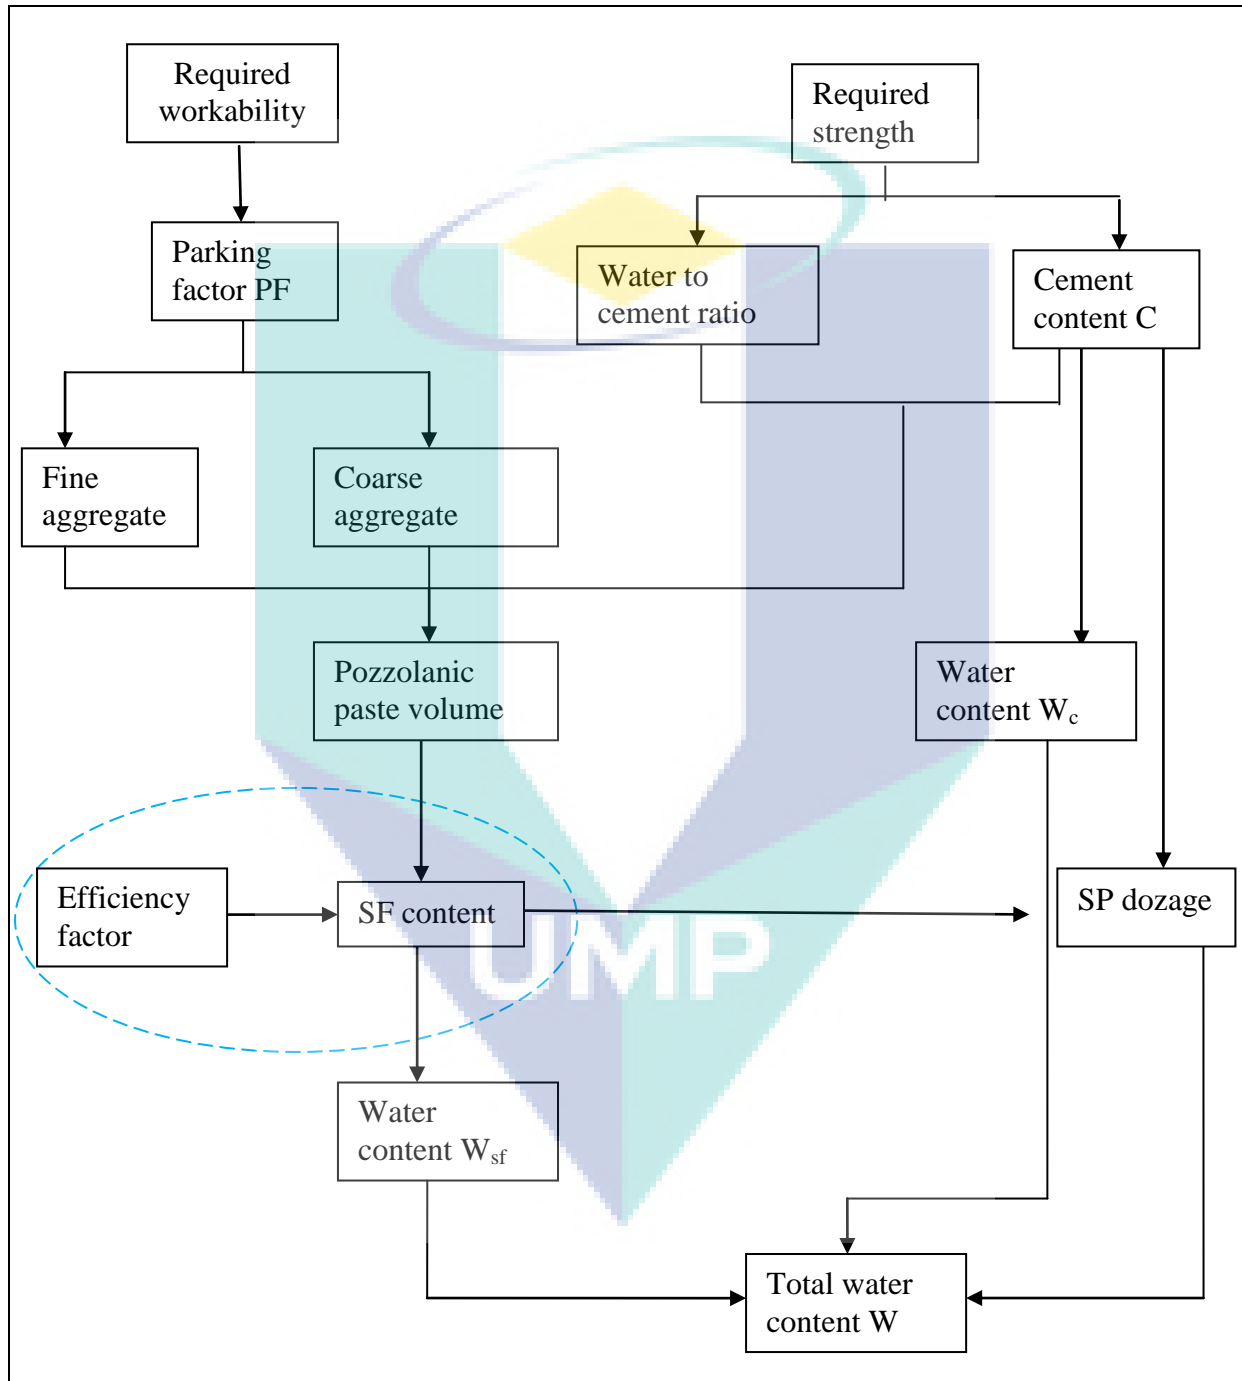 Required
workability
Required
strength
Parking
factor PF
Water to
cement ratio
Cement
content C
Fine
aggregate
Coarse
aggregate
Pozzolanic
paste volume
Water
content Wc
Efficiency
factor
SF content
SP dozage
UMP
Water
content Wsf
Total water
content W